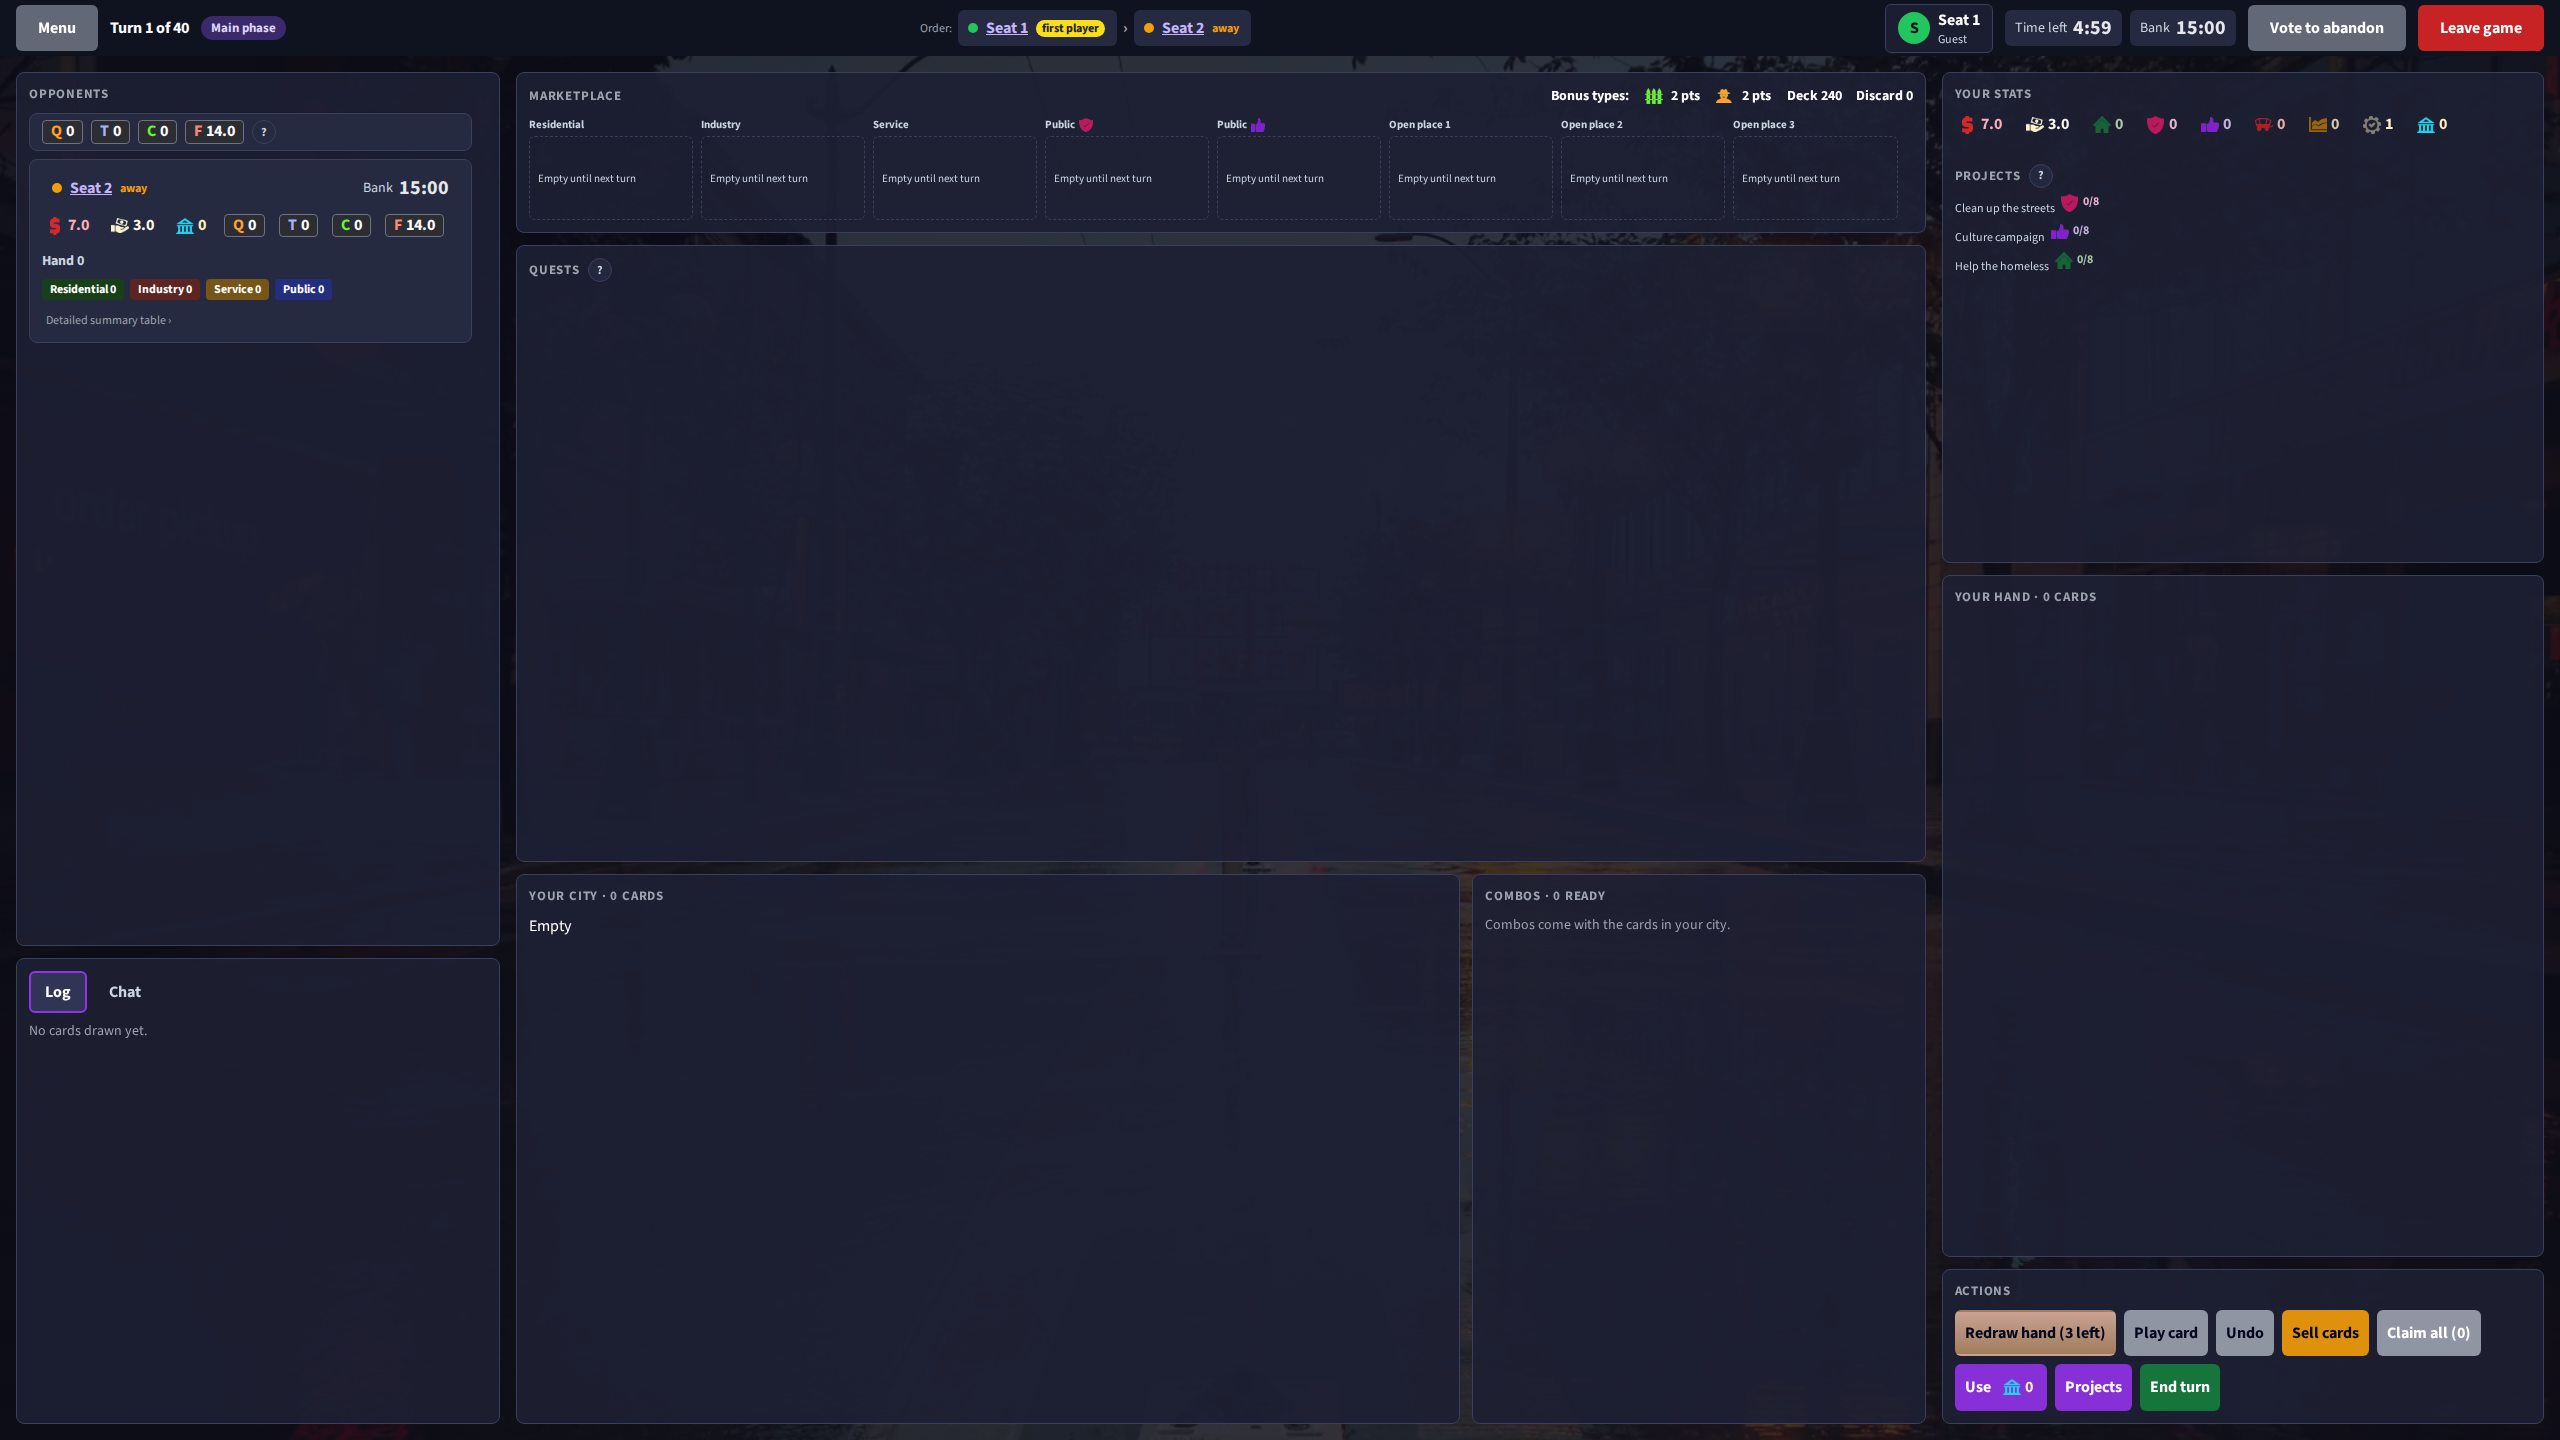 Menu
Turn 1 of 40
Main phase
Order:
Seat 1
first player
›
Seat 2
away
S
Seat 1
Guest
Time left 4:59
Bank 15:00
Vote to abandon
Leave game
OPPONENTS
Q 0
T 0
C 0
F 14.0
?
Seat 2 away
Bank 15:00
$ 7.0
3.0
0
Q 0
T 0
C 0
F 14.0
Hand 0
Residential 0
Industry 0
Service 0
Public 0
Detailed summary table ›
Log
Chat
No cards drawn yet.
MARKETPLACE
Bonus types:
2 pts
2 pts
Deck 240
Discard 0
Residential
Industry
Service
Public
Public
Open place 1
Open place 2
Open place 3
Empty until next turn
Empty until next turn
Empty until next turn
Empty until next turn
Empty until next turn
Empty until next turn
Empty until next turn
Empty until next turn
QUESTS
?
YOUR CITY · 0 CARDS
Empty
COMBOS · 0 READY
Combos come with the cards in your city.
YOUR STATS
$ 7.0
3.0
0
0
0
0
0
1
0
PROJECTS
?
Clean up the streets 0/8
Culture campaign 0/8
Help the homeless 0/8
YOUR HAND · 0 CARDS
ACTIONS
Redraw hand (3 left)
Play card
Undo
Sell cards
Claim all (0)
Use 0
Projects
End turn